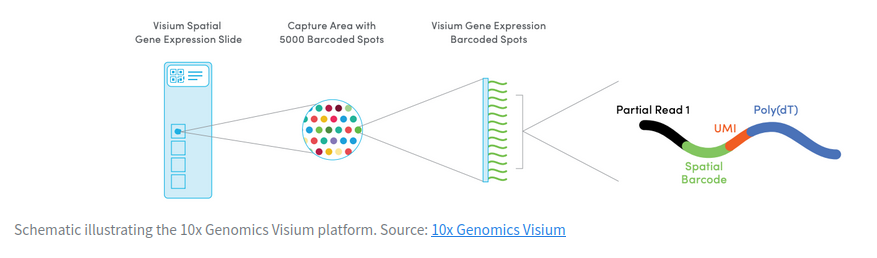 Visium Spatial
Gene Expression Slide
Capture Area with
5000 Barcoded Spots
Visium Gene Expression
Barcoded Spots
Partial Read 1
UMI
Poly(dT)
Spatial
Barcode
Schematic illustrating the 10x Genomics Visium platform. Source: 10x Genomics Visium